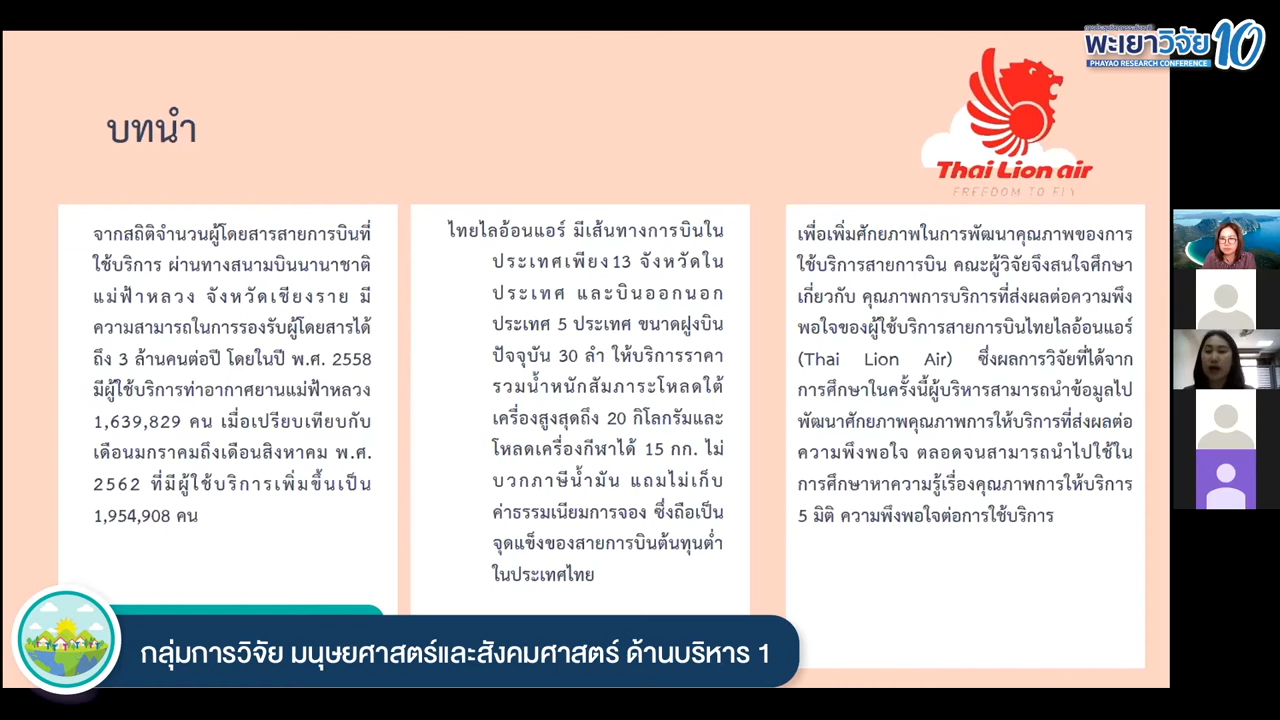 พะเยาวิจัย 10
PHAYAO RESEARCH CONFERENCE
บทนำ
Thai Lion air
FREEDOM TO FLY
จากสถิติจำนวนผู้โดยสารสายการบินที่
ใช้บริการ ผ่านทางสนามบินนานาชาติ
แม่ฟ้าหลวง จังหวัดเชียงราย มี
ความสามารถในการรองรับผู้โดยสารได้
ถึง 3 ล้านคนต่อปี โดยในปี พ.ศ. 2558
มีผู้ใช้บริการท่าอากาศยานแม่ฟ้าหลวง
1,639,829 คน เมื่อเปรียบเทียบกับ
เดือนมกราคมถึงเดือนสิงหาคม พ.ศ.
2562 ที่มีผู้ใช้บริการเพิ่มขึ้นเป็น
1,954,908 คน
ไทยไลอ้อนแอร์ มีเส้นทางการบินใน
ประเทศเพียง13 จังหวัดใน
ประเทศ และบินออกนอก
ประเทศ 5 ประเทศ ขนาดฝูงบิน
ปัจจุบัน 30 ลำ ให้บริการราคา
รวมน้ำหนักสัมภาระโหลดใต้
เครื่องสูงสุดถึง 20 กิโลกรัมและ
โหลดเครื่องกีฬาได้ 15 กก. ไม่
บวกภาษีน้ำมัน แถมไม่เก็บ
ค่าธรรมเนียมการจอง ซึ่งถือเป็น
จุดแข็งของสายการบินต้นทุนต่ำ
ในประเทศไทย
เพื่อเพิ่มศักยภาพในการพัฒนาคุณภาพของการ
ใช้บริการสายการบิน คณะผู้วิจัยจึงสนใจศึกษา
เกี่ยวกับ คุณภาพการบริการที่ส่งผลต่อความพึง
พอใจของผู้ใช้บริการสายการบินไทยไลอ้อนแอร์
(Thai Lion Air) ซึ่งผลการวิจัยที่ได้จาก
การศึกษาในครั้งนี้ผู้บริหารสามารถนำข้อมูลไป
พัฒนาศักยภาพคุณภาพการให้บริการที่ส่งผลต่อ
ความพึงพอใจ ตลอดจนสามารถนำไปใช้ใน
การศึกษาหาความรู้เรื่องคุณภาพการให้บริการ
5 มิติ ความพึงพอใจต่อการใช้บริการ
กลุ่มการวิจัย มนุษยศาสตร์และสังคมศาสตร์ ด้านบริหาร 1